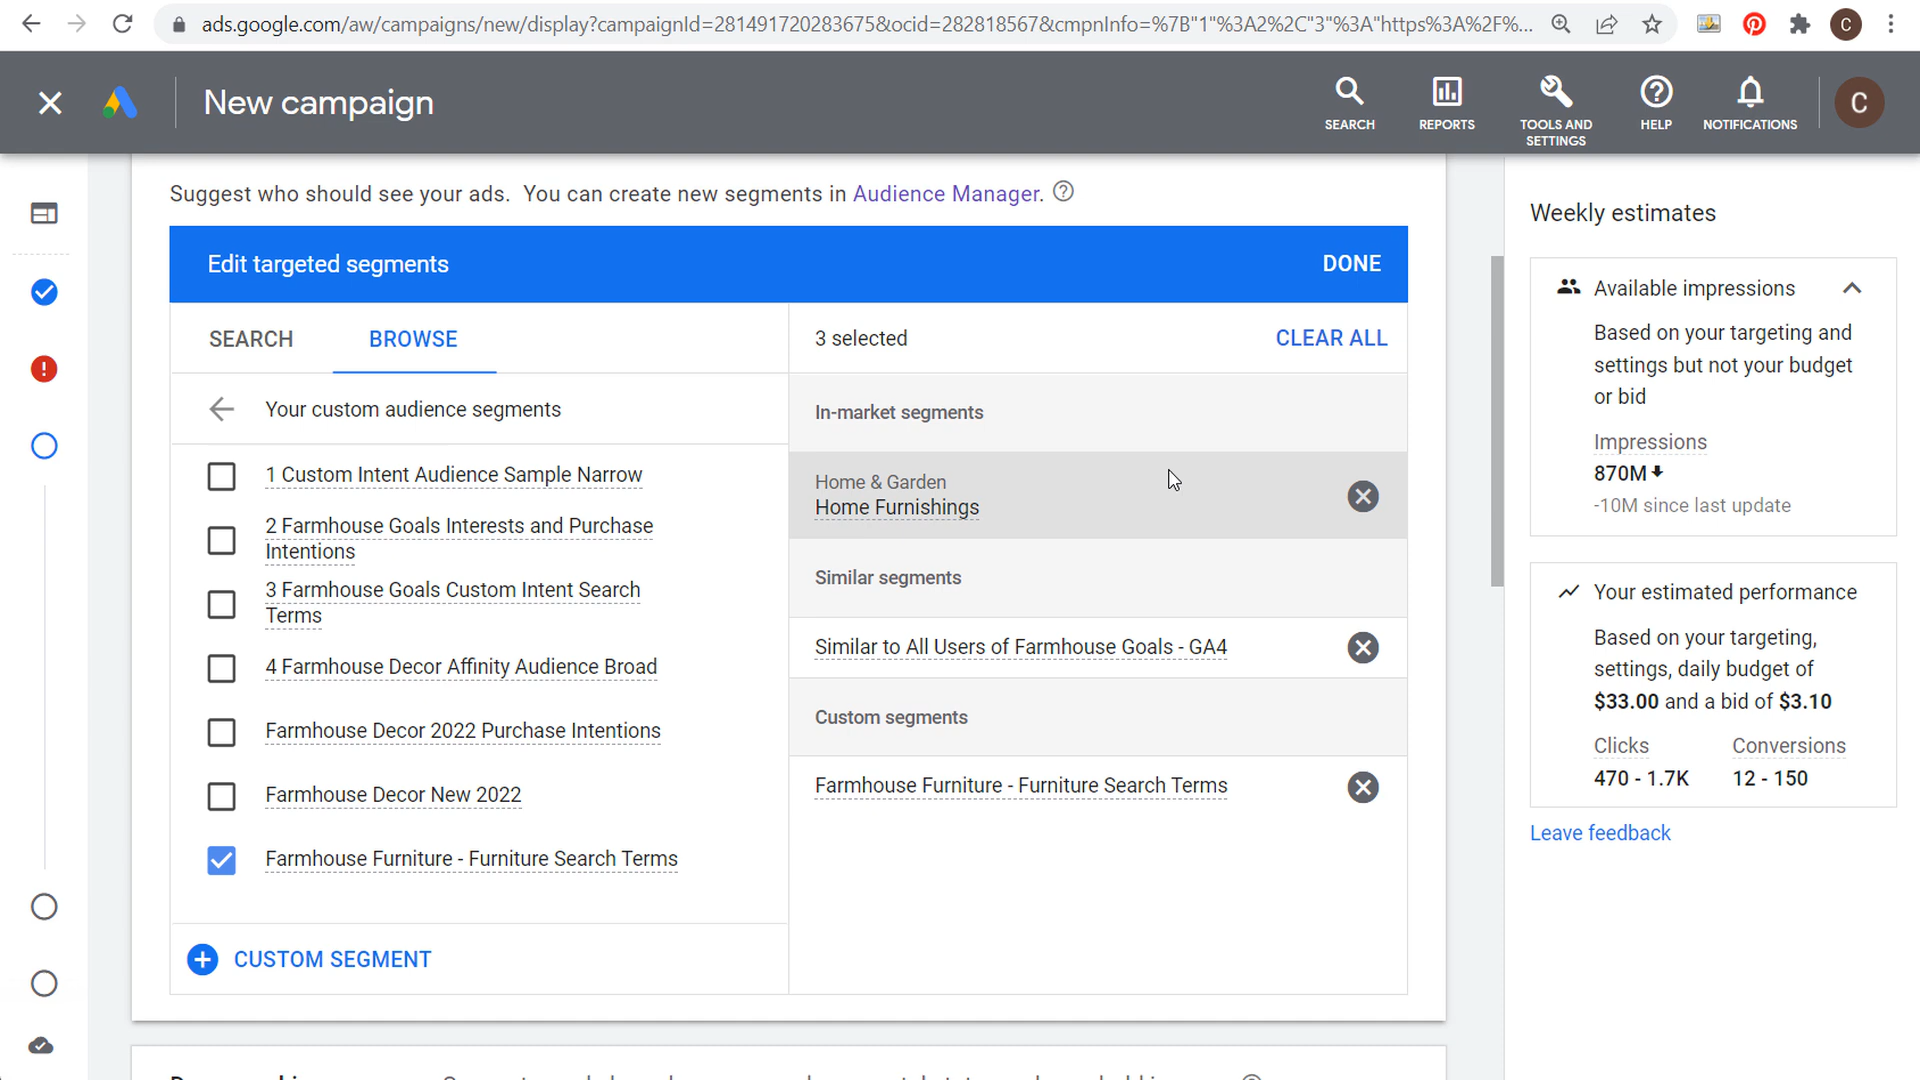 ads.google.com/aw/campaigns/new/display?campaignId=281491720283675&ocid=282818567&cmpnInfo=%7B"1"%3A2%2C"3"%3A"https%3A%2F%...
C
New campaign
SEARCH
REPORTS
TOOLS AND
SETTINGS
HELP
NOTIFICATIONS
C
Suggest who should see your ads. You can create new segments in Audience Manager.
Edit targeted segments
DONE
SEARCH
BROWSE
3 selected
CLEAR ALL
Your custom audience segments
1 Custom Intent Audience Sample Narrow
2 Farmhouse Goals Interests and Purchase
Intentions
3 Farmhouse Goals Custom Intent Search
Terms
4 Farmhouse Decor Affinity Audience Broad
Farmhouse Decor 2022 Purchase Intentions
Farmhouse Decor New 2022
Farmhouse Furniture - Furniture Search Terms
CUSTOM SEGMENT
In-market segments
Home & Garden
Home Furnishings
Similar segments
Similar to All Users of Farmhouse Goals - GA4
Custom segments
Farmhouse Furniture - Furniture Search Terms
Weekly estimates
Available impressions
Based on your targeting and
settings but not your budget
or bid
Impressions
870M
-10M since last update
Your estimated performance
Based on your targeting,
settings, daily budget of
$33.00 and a bid of $3.10
Clicks
Conversions
470 - 1.7K
12 - 150
Leave feedback